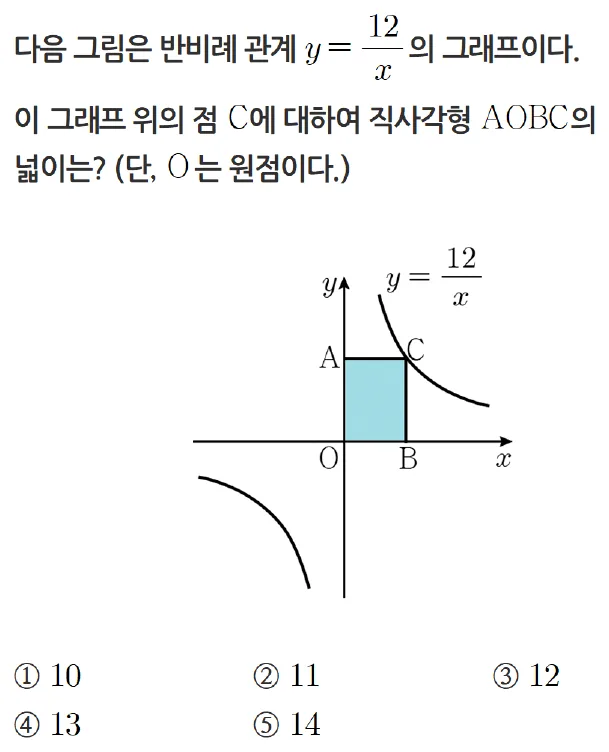 다음 그림은 반비례 관계 y = 12/x 의 그래프이다.
이 그래프 위의 점 C에 대하여 직사각형 AOBC의
넓이는? (단, O는 원점이다.)
y = 12/x
y
A
C
O
B
x
① 10 ② 11 ③ 12
④ 13 ⑤ 14